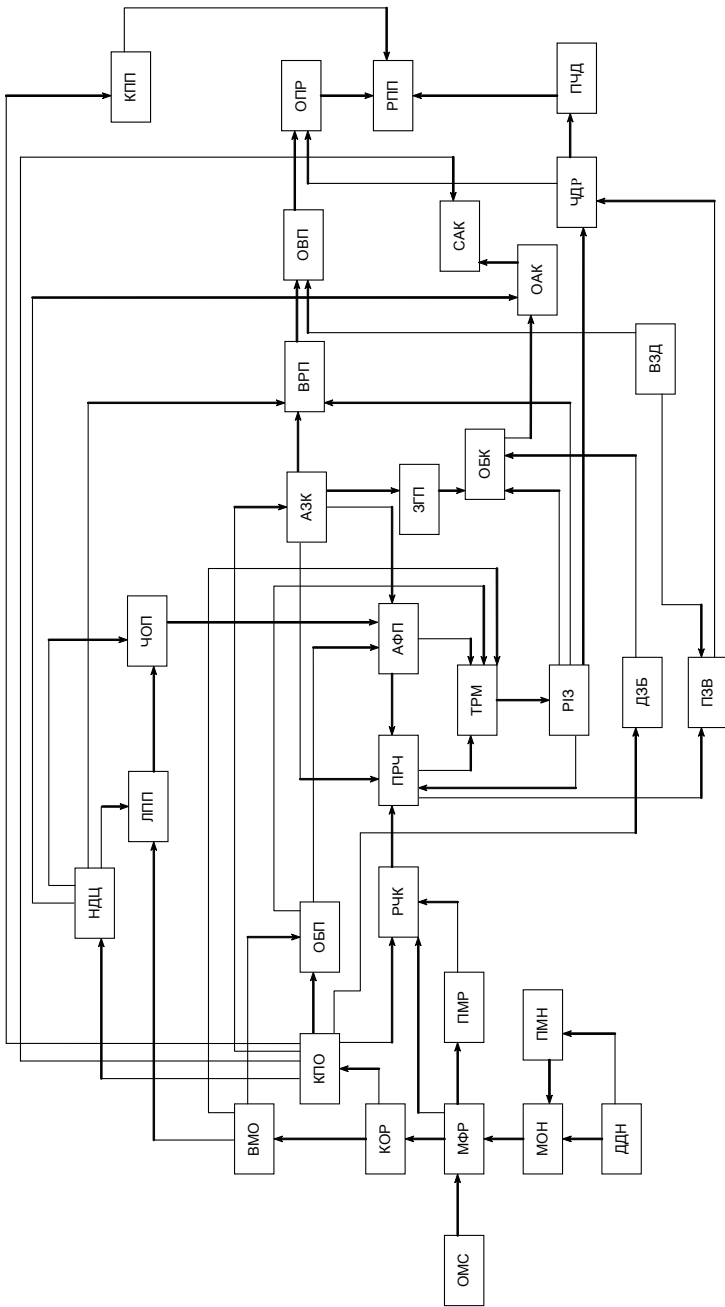 КПП
ОПР
РПП
ПЧД
ОВП
САК
ОАК
ЧДР
ВРП
ВЗД
АЗК
ЗГП
ОБК
ЧОП
АФП
ТРМ
РІЗ
ДЗБ
ПЗВ
ЛПП
ПРЧ
НДЦ
ОБП
РЧК
КПО
ПМР
ПМН
ВМО
КОР
МФР
МОН
ДДН
ОМС